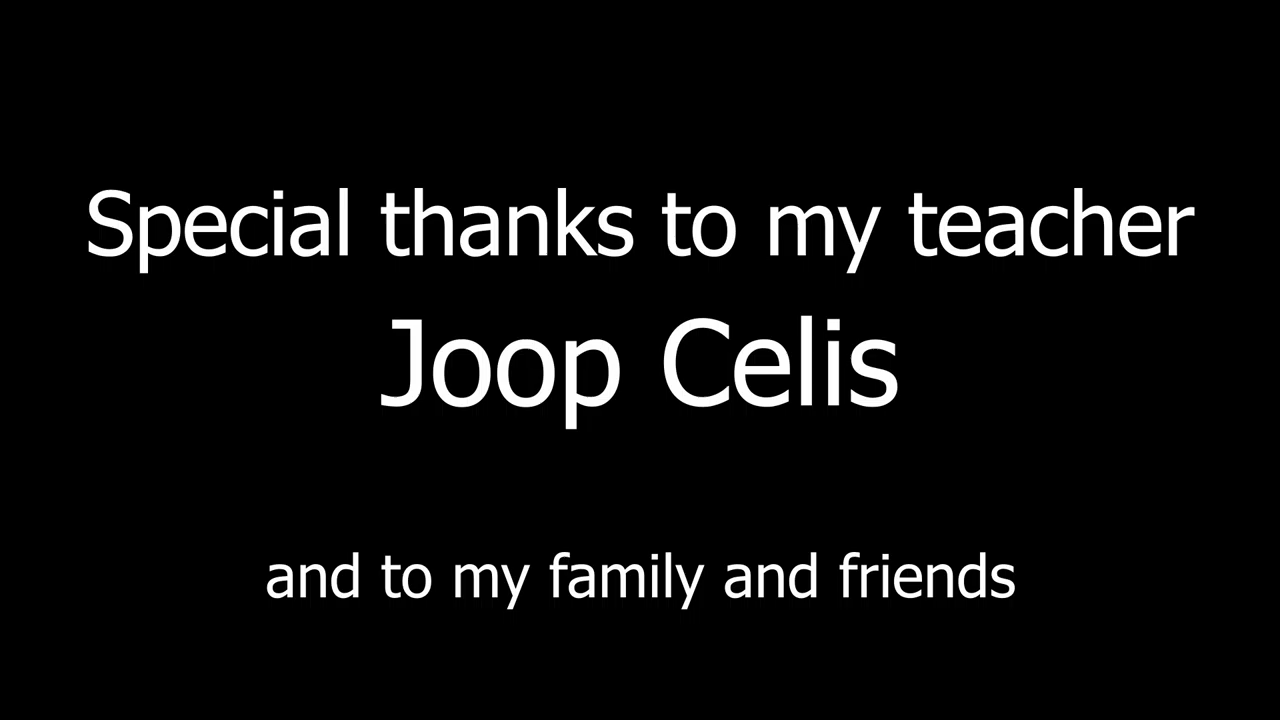 Special thanks to my teacher
Joop Celis
and to my family and friends